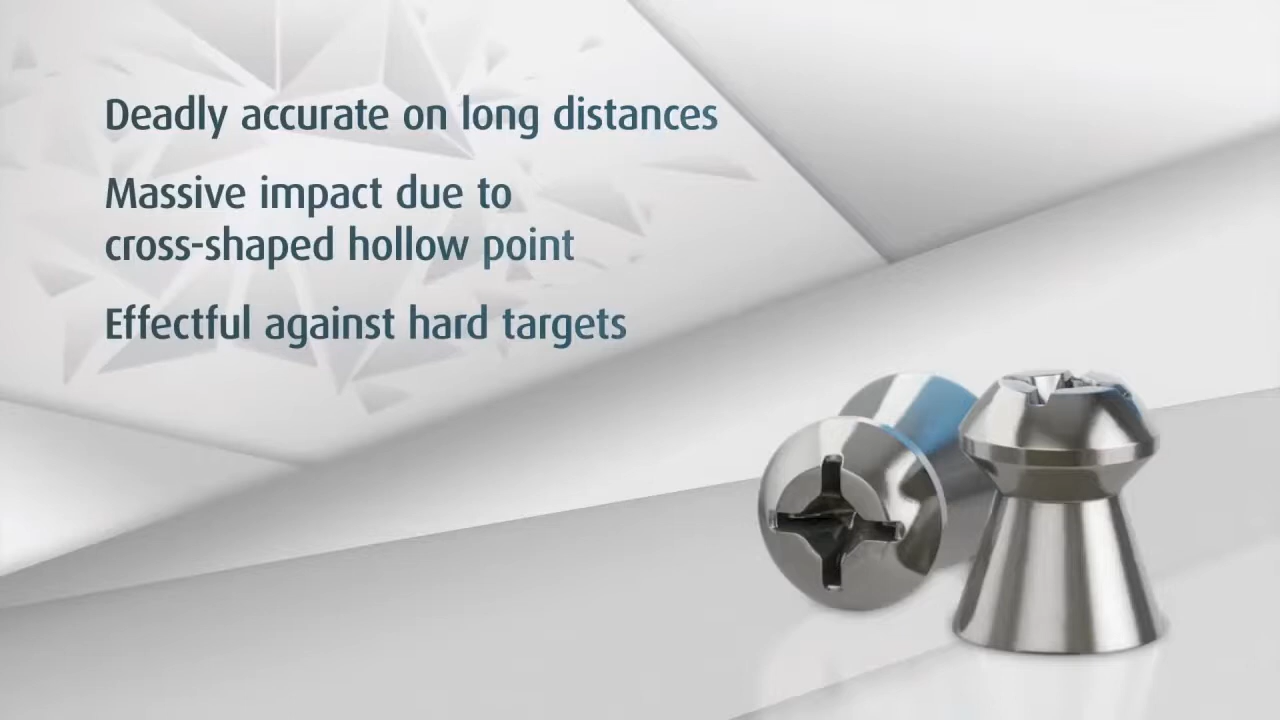 Deadly accurate on long distances
Massive impact due to
cross-shaped hollow point
Effectful against hard targets